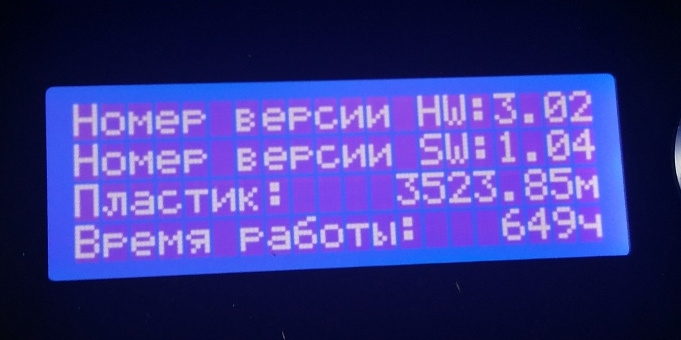 Номер версии HW:3.02
Номер версии SW:1.04
Пластик: 3523.85м
Время работы: 649ч